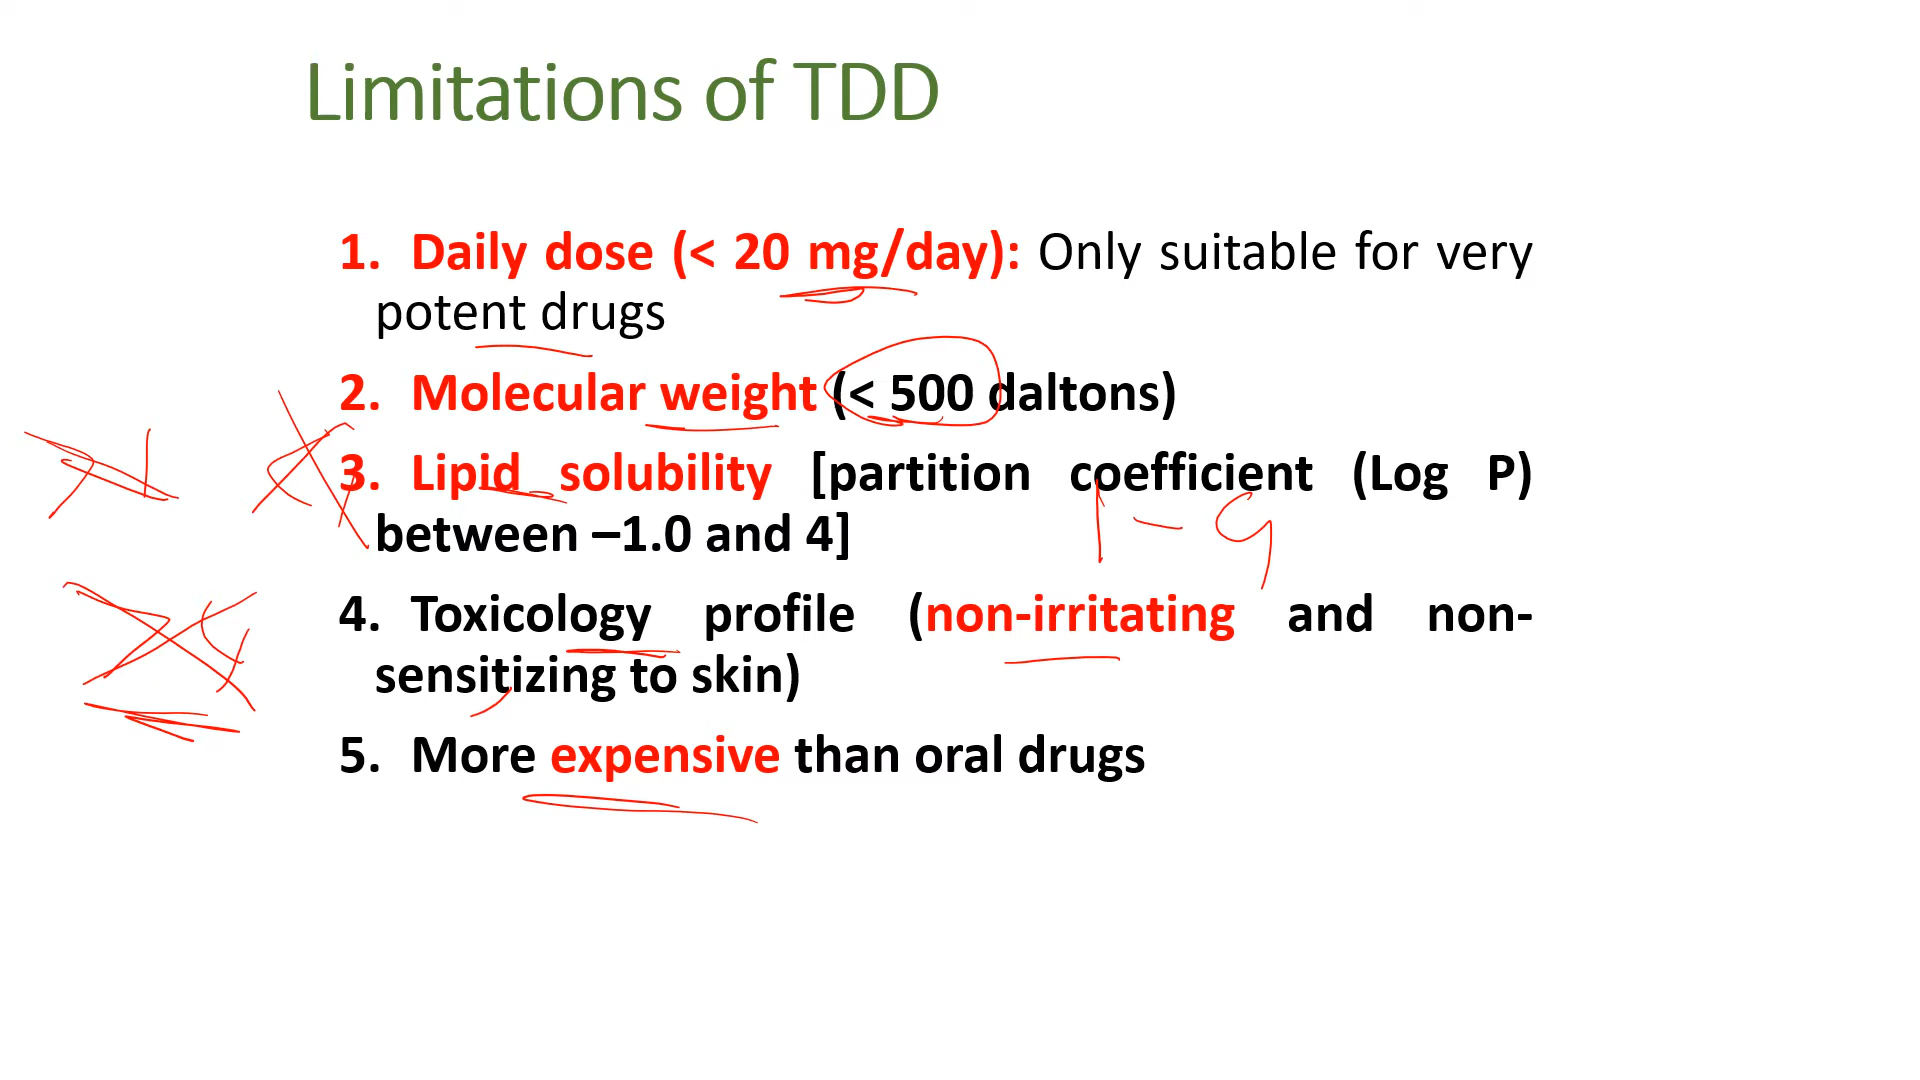 Limitations of TDD
1. Daily dose (< 20 mg/day): Only suitable for very
potent drugs
2. Molecular weight (< 500 daltons)
3. Lipid solubility [partition coefficient (Log P)
between –1.0 and 4]
1 - 9
4. Toxicology profile (non-irritating and non-
sensitizing to skin)
5. More expensive than oral drugs